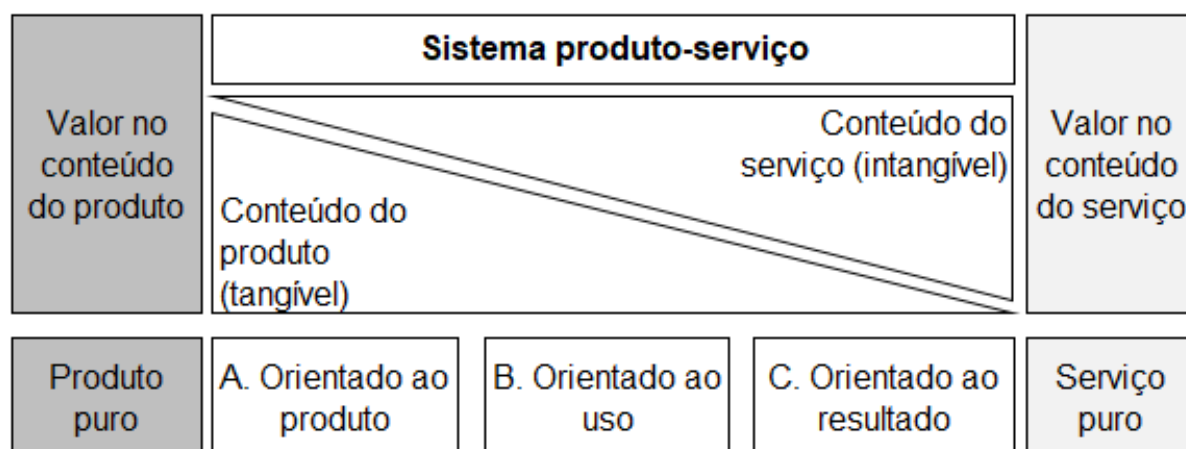 Sistema produto-serviço
Valor no
conteúdo
do produto
Conteúdo do
serviço (intangível)
Conteúdo do
produto
(tangível)
Valor no
conteúdo
do serviço
Produto
puro
A. Orientado ao
produto
B. Orientado ao
uso
C. Orientado ao
resultado
Serviço
puro